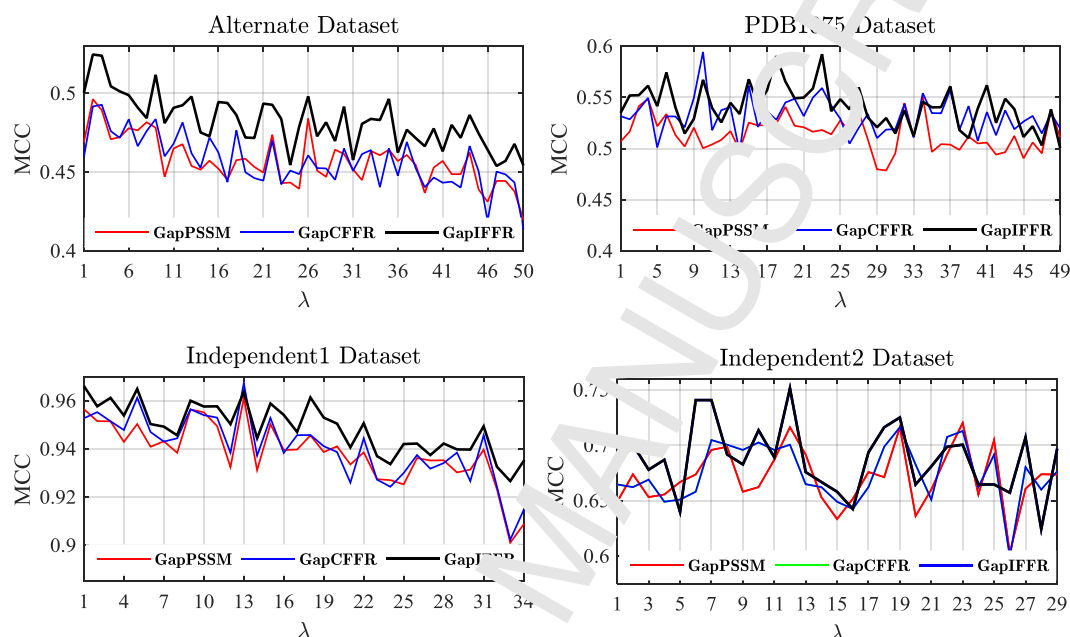 Alternate Dataset
MCC
0.5
0.45
0.4
1 6 11 16 21 26 31 36 41 46 50
λ
GapPSSM GapCFFR GapIFFR
Dataset
MCC
0.6
0.55
0.5
0.45
0.4
1 5 9 13 17 21 25 29 33 37 41 45 49
λ
GapPSSM GapCFFR GapIFFR
Independent1 Dataset
MCC
0.96
0.94
0.92
0.9
1 4 7 10 13 16 19 22 25 28 31 34
λ
GapPSSM GapCFFR GapIFFR
Independent2 Dataset
MCC
1 3 5 7 9 11 13 15 17 19 21 23 25 27 29
λ
GapPSSM GapCFFR GapIFFR
MANUSCR